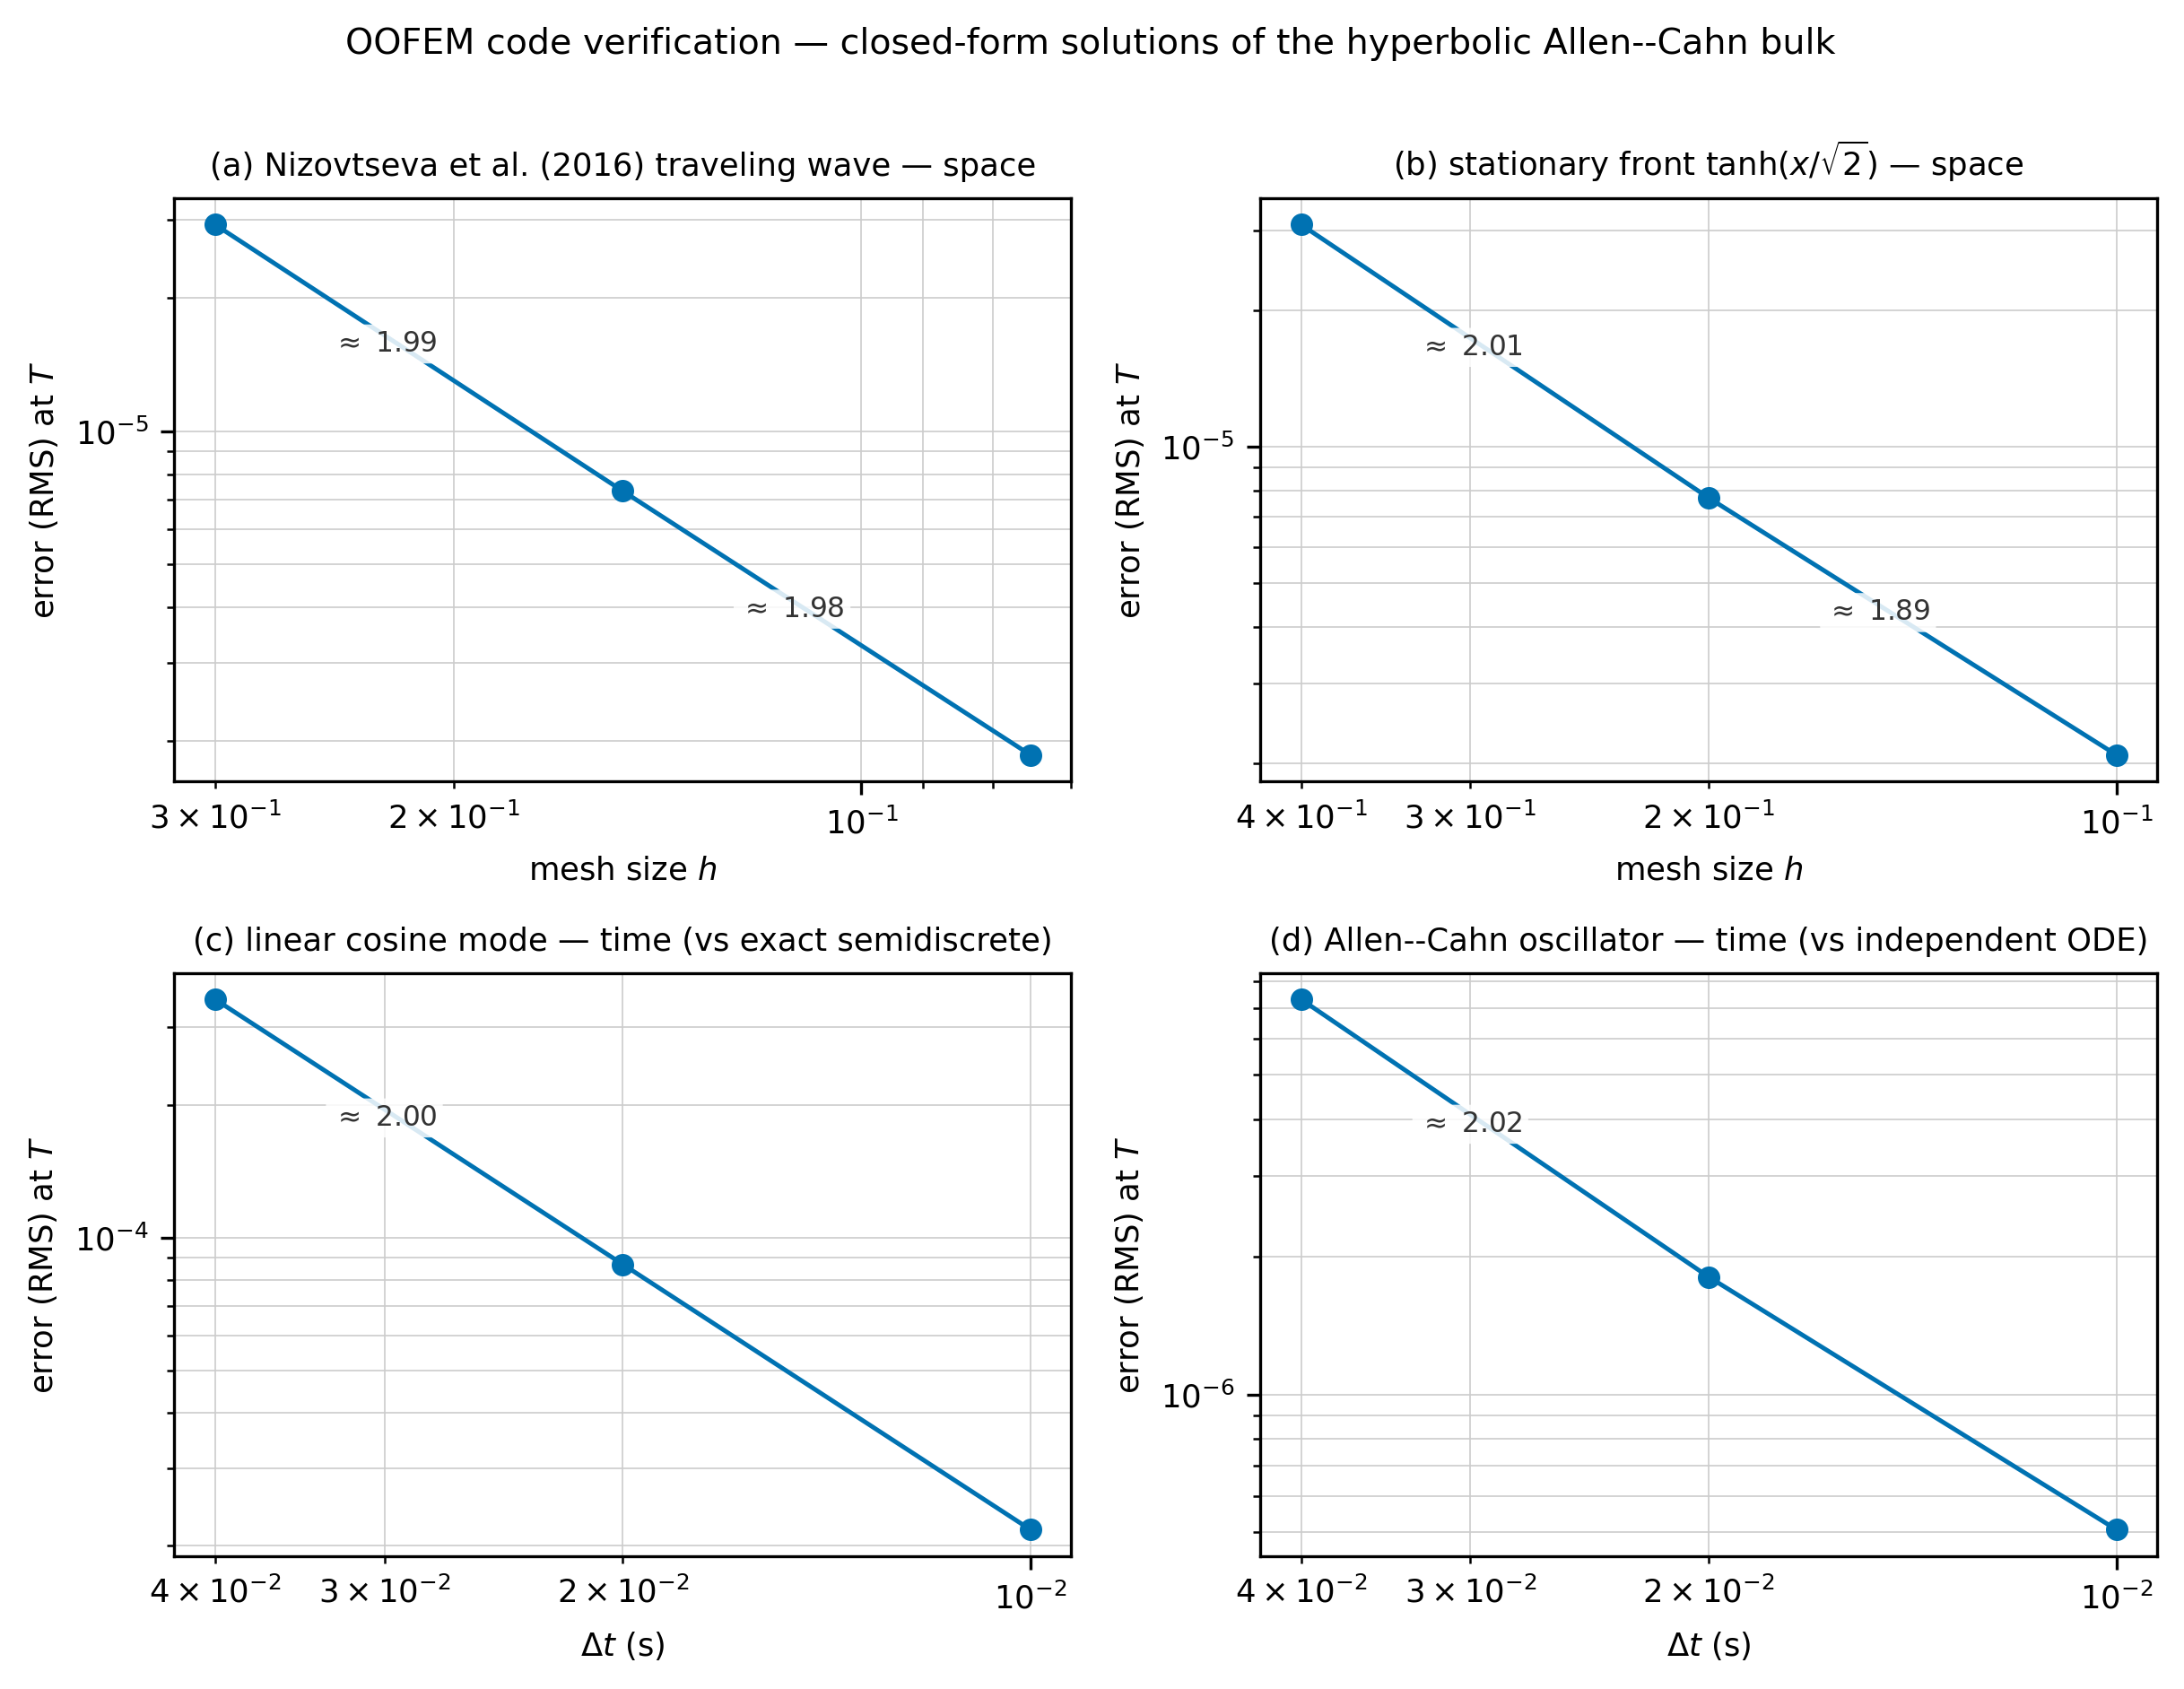 OOFEM code verification — closed-form solutions of the hyperbolic Allen--Cahn bulk
(a) Nizovtseva et al. (2016) traveling wave — space
error (RMS) at T
10⁻⁵
≈ 1.99
≈ 1.98
3 × 10⁻¹ 2 × 10⁻¹ 10⁻¹
mesh size h
(b) stationary front tanh(x/√2) — space
error (RMS) at T
10⁻⁵
≈ 2.01
≈ 1.89
4 × 10⁻¹ 3 × 10⁻¹ 2 × 10⁻¹ 10⁻¹
mesh size h
(c) linear cosine mode — time (vs exact semidiscrete)
error (RMS) at T
10⁻⁴
≈ 2.00
4 × 10⁻² 3 × 10⁻² 2 × 10⁻² 10⁻²
Δt (s)
(d) Allen--Cahn oscillator — time (vs independent ODE)
error (RMS) at T
10⁻⁶
≈ 2.02
4 × 10⁻² 3 × 10⁻² 2 × 10⁻² 10⁻²
Δt (s)